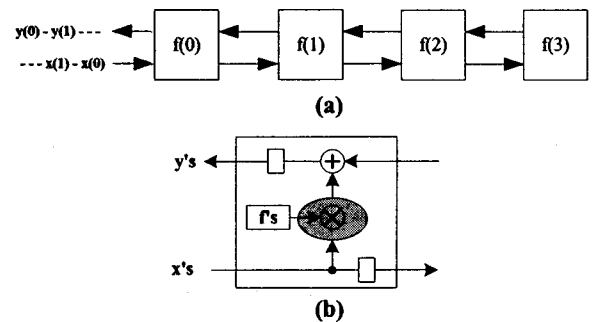 y(0) - y(1) - - - -
f(0)
f(1)
f(2)
f(3)
- - - x(1) - x(0)
(a)
y's
+
f's
x's
(b)